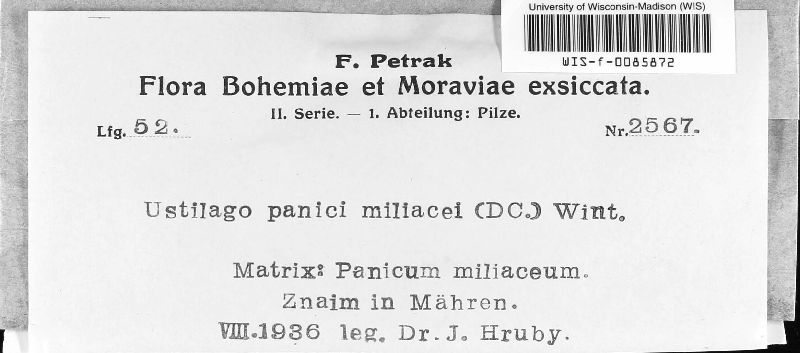 University of Wisconsin-Madison (WIS)
WIS-f-0085872
F. Petrak
Flora Bohemiae et Moraviae exsiccata.
II. Serie. — 1. Abteilung: Pilze.
Lfg. 52.
Nr. 2567.
Ustilago panici miliacei (DC.) Wint.
Matrix: Panicum miliaceum.
Znaim in Mähren.
VIII.1936 leg. Dr. J. Hruby.